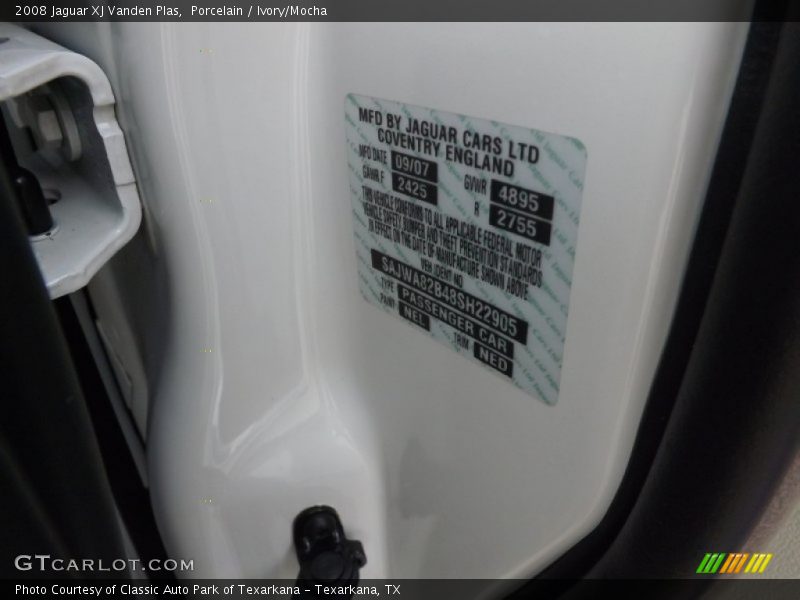 2008 Jaguar XJ Vanden Plas, Porcelain / Ivory/Mocha
MFD BY JAGUAR CARS LTD
COVENTRY ENGLAND
MFD DATE 09/07 GVWR 4895
GAWR F 2425 R 2755
THIS VEHICLE CONFORMS TO ALL APPLICABLE FEDERAL MOTOR
VEHICLE SAFETY BUMPER AND THEFT PREVENTION STANDARDS
IN EFFECT ON THE DATE OF MANUFACTURE SHOWN ABOVE
VEH IDENT NO
SAJWA82B48SH22905
TYPE PASSENGER CAR
PAINT NEL TRIM NED
GTCARLOT.COM
Photo Courtesy of Classic Auto Park of Texarkana - Texarkana, TX